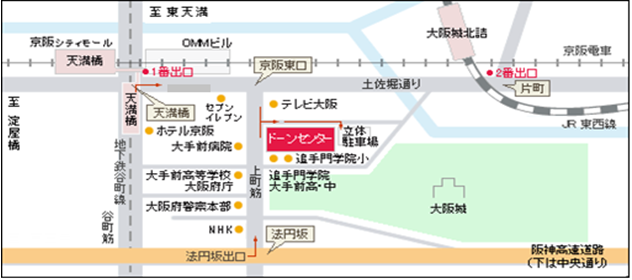 至 東天満
京阪シティモール
天満橋
OMMビル
大阪城北詰
京阪電車
1番出口
京阪東口
2番出口
土佐堀通り
片町
至 淀屋橋
天満橋
天満橋
セブン
イレブン
テレビ大阪
JR 東西線
ホテル京阪
ドーンセンター
立体
駐車場
大手前病院
追手門学院小
地下鉄谷町線
上町筋
大手前高等学校
大阪府庁
追手門学院
大手前高・中
大阪城
大阪府警察本部
谷町筋
NHK
法円坂
法円坂出口
阪神高速道路
(下は中央通り)